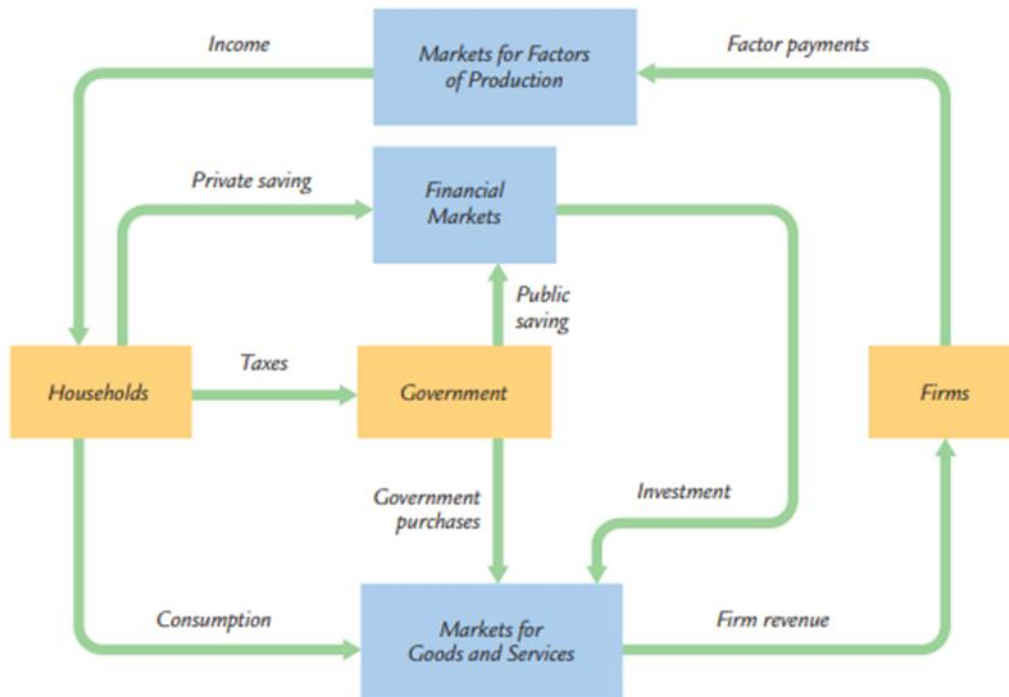 Income
Markets for Factors
of Production
Factor payments
Private saving
Financial
Markets
Public
saving
Households
Taxes
Government
Firms
Government
purchases
Investment
Consumption
Markets for
Goods and Services
Firm revenue